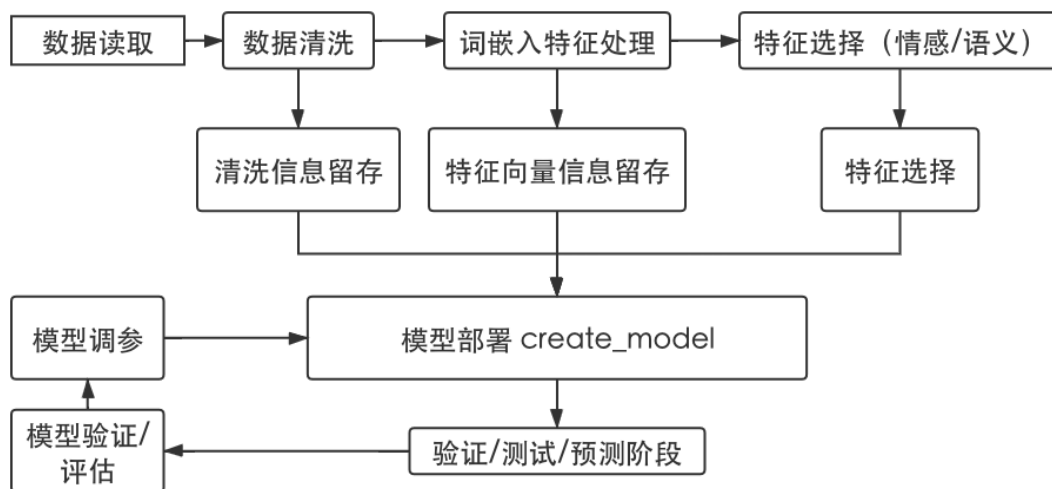 数据读取
数据清洗
词嵌入特征处理
特征选择（情感/语义）
清洗信息留存
特征向量信息留存
特征选择
模型调参
模型部署 create_model
模型验证/
评估
验证/测试/预测阶段